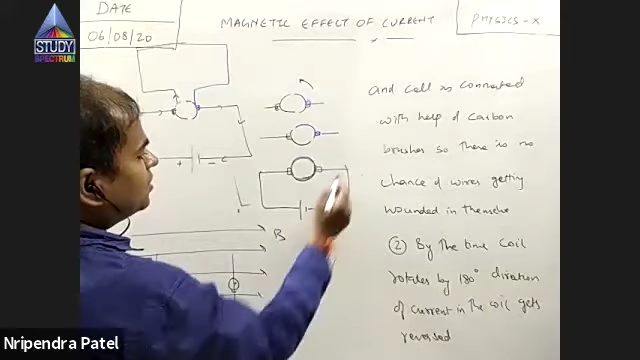 DATE
06/08/20
STUDY
SPECTRUM
MAGNETIC EFFECT OF CURRENT
PHYSICS-X
and cell is connected
with help of carbon
brushes so there is no
chance of wires getting
wounded in themselve
② By the time coil
rotates by 180° diration
of current in the coil gets
reversed
+ - c
B
Nripendra Patel